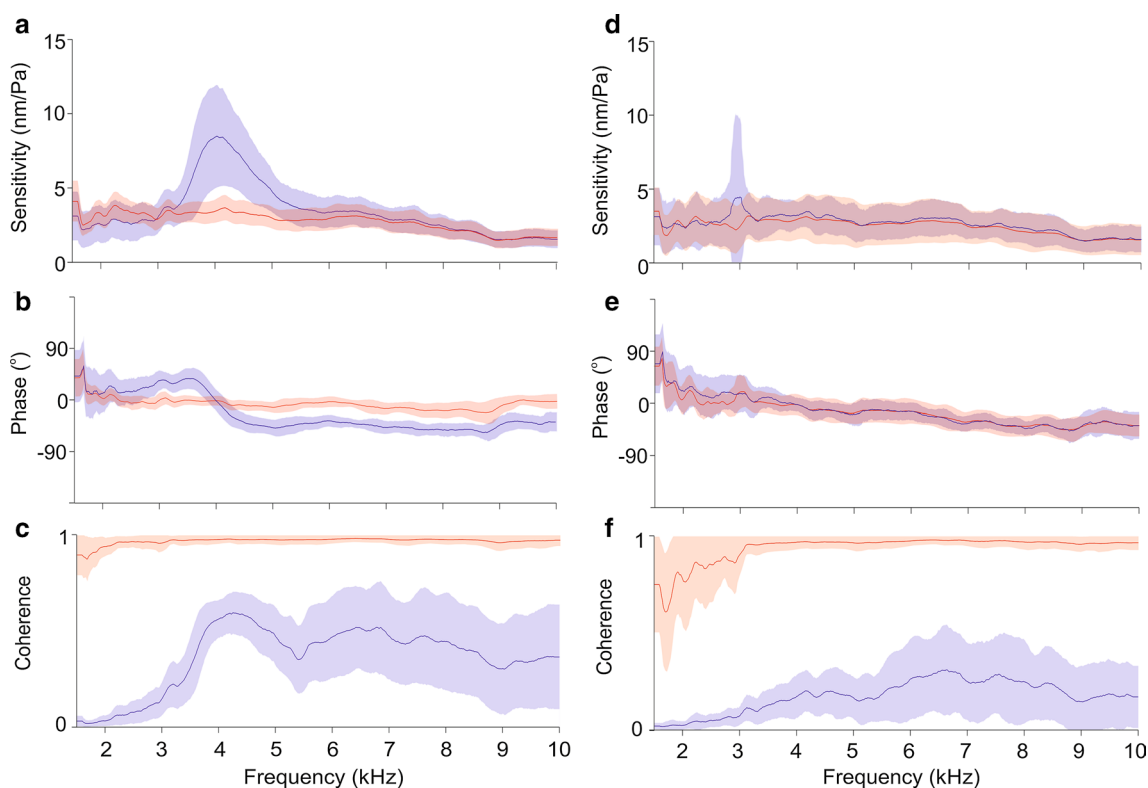 a
Sensitivity (nm/Pa)
15
10
5
0
b
Phase (°)
90
0
-90
c
Coherence
1
0
2 3 4 5 6 7 8 9 10
Frequency (kHz)
d
Sensitivity (nm/Pa)
15
10
5
0
e
Phase (°)
90
0
-90
f
Coherence
1
0
2 3 4 5 6 7 8 9 10
Frequency (kHz)